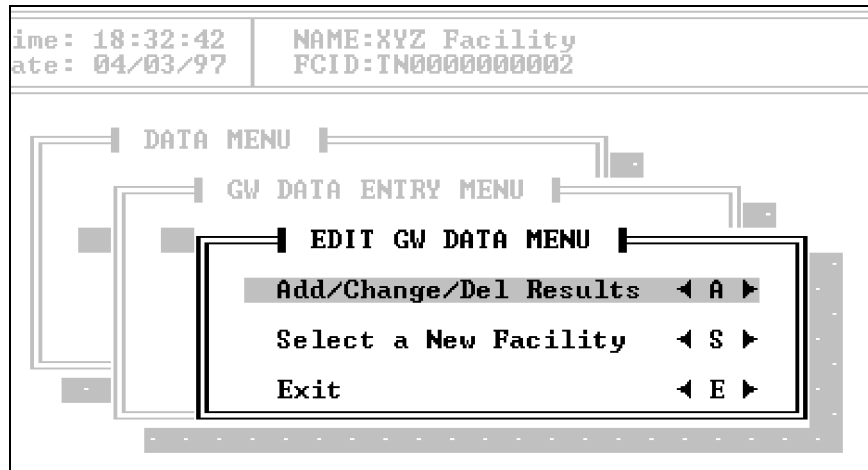 ime: 18:32:42 NAME:XYZ Facility
ate: 04/03/97 FCID:TN0000000002
DATA MENU
GW DATA ENTRY MENU
EDIT GW DATA MENU
Add/Change/Del Results ◄ A ►
Select a New Facility ◄ S ►
Exit ◄ E ►